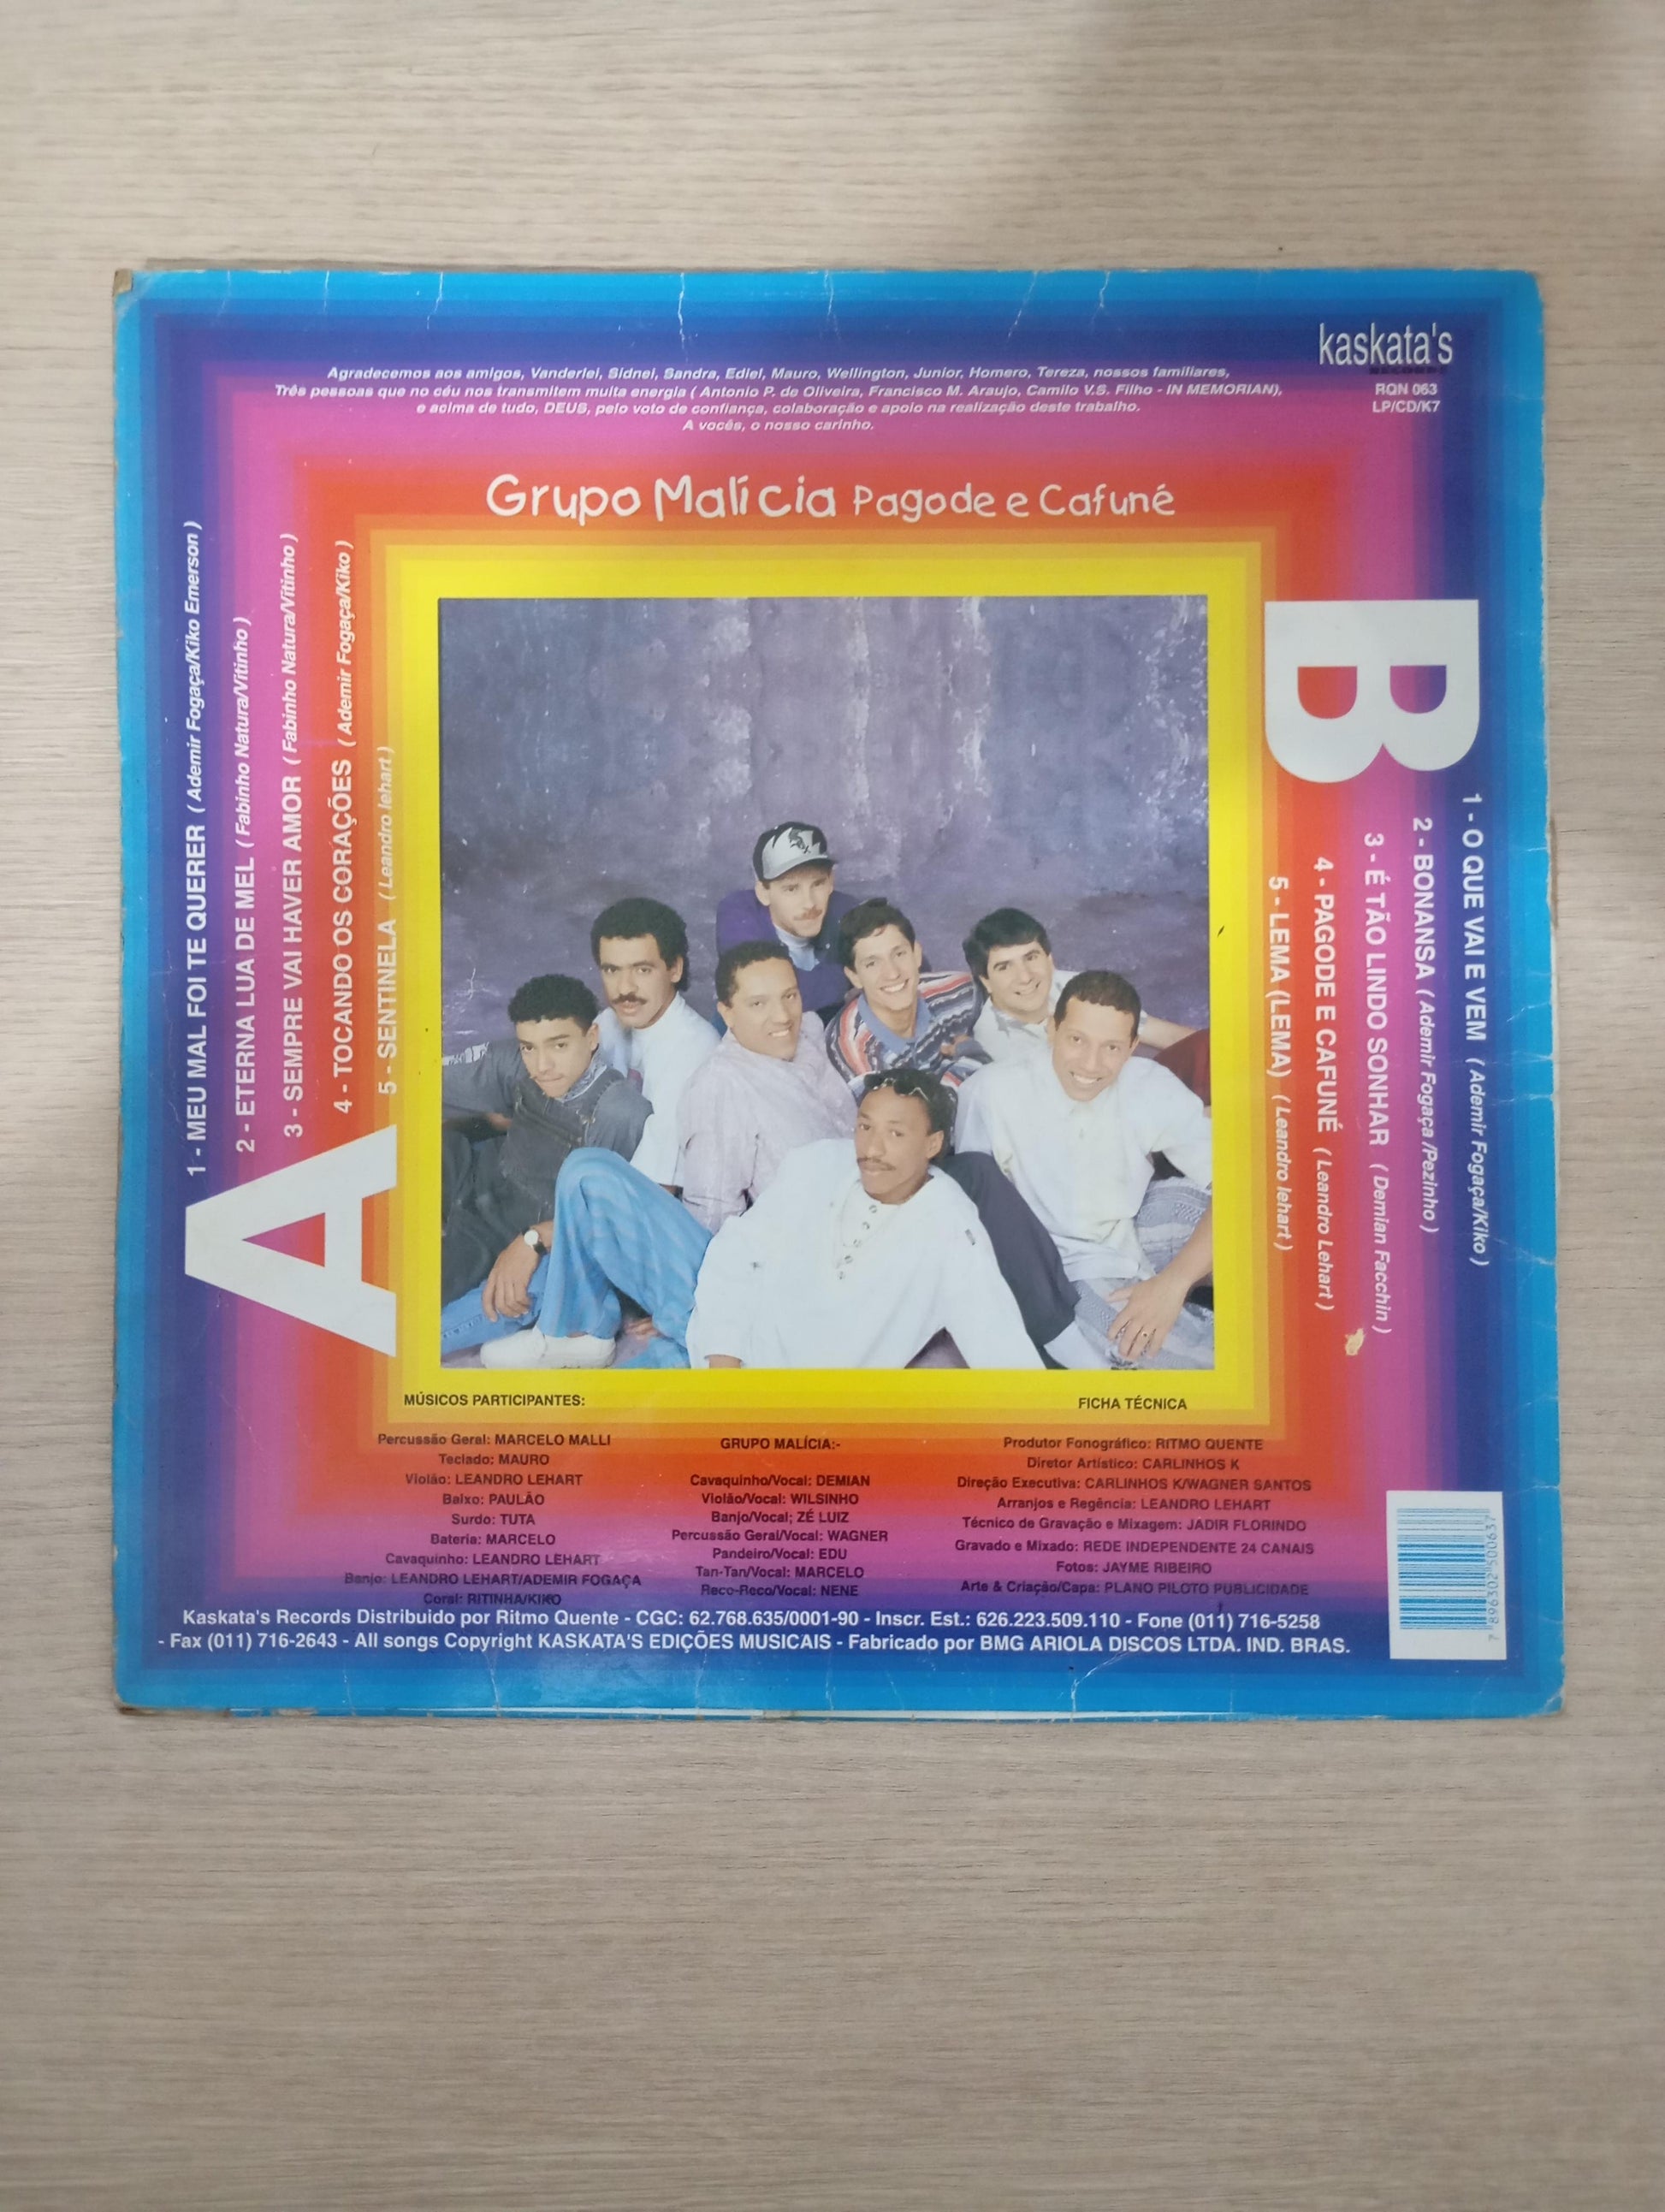 kaskata's
RECORDS
RQN 063
LP/CD/K7
Agradecemos aos amigos, Vanderlei, Sidnei, Sandra, Ediel, Mauro, Wellington, Junior, Homero, Tereza, nossos familiares,
Três pessoas que no céu nos transmitem muita energia ( Antonio P. de Oliveira, Francisco M. Araujo, Camilo V.S. Filho - IN MEMORIAN),
e acima de tudo, DEUS, pelo voto de confiança, colaboração e apoio na realização deste trabalho.
A vocês, o nosso carinho.
Grupo Malícia Pagode e Cafuné
A
1 - MEU MAL FOI TE QUERER ( Ademir Fogaça/Kiko Emerson )
2 - ETERNA LUA DE MEL ( Fabinho Natura/Vitinho )
3 - SEMPRE VAI HAVER AMOR ( Fabinho Natura/Vitinho )
4 - TOCANDO OS CORAÇÕES ( Ademir Fogaça/Kiko )
5 - SENTINELA ( Leandro lehart )
B
1 - O QUE VAI E VEM ( Ademir Fogaça/Kiko )
2 - BONANSA ( Ademir Fogaça /Pezinho )
3 - É TÃO LINDO SONHAR ( Demian Facchin )
4 - PAGODE E CAFUNÉ ( Leandro Lehart )
5 - LEMA (LEMA) ( Leandro lehart )
MÚSICOS PARTICIPANTES:
Percussão Geral: MARCELO MALLI
Teclado: MAURO
Violão: LEANDRO LEHART
Baixo: PAULÃO
Surdo: TUTA
Bateria: MARCELO
Cavaquinho: LEANDRO LEHART
Banjo: LEANDRO LEHART/ADEMIR FOGAÇA
Coral: RITINHA/KIKO
GRUPO MALÍCIA:-
Cavaquinho/Vocal: DEMIAN
Violão/Vocal: WILSINHO
Banjo/Vocal; ZÉ LUIZ
Percussão Geral/Vocal: WAGNER
Pandeiro/Vocal: EDU
Tan-Tan/Vocal: MARCELO
Reco-Reco/Vocal: NENE
FICHA TÉCNICA
Produtor Fonográfico: RITMO QUENTE
Diretor Artístico: CARLINHOS K
Direção Executiva: CARLINHOS K/WAGNER SANTOS
Arranjos e Regência: LEANDRO LEHART
Técnico de Gravação e Mixagem: JADIR FLORINDO
Gravado e Mixado: REDE INDEPENDENTE 24 CANAIS
Fotos: JAYME RIBEIRO
Arte & Criação/Capa: PLANO PILOTO PUBLICIDADE
Kaskata's Records Distribuido por Ritmo Quente - CGC: 62.768.635/0001-90 - Inscr. Est.: 626.223.509.110 - Fone (011) 716-5258
- Fax (011) 716-2643 - All songs Copyright KASKATA'S EDIÇÕES MUSICAIS - Fabricado por BMG ARIOLA DISCOS LTDA. IND. BRAS.